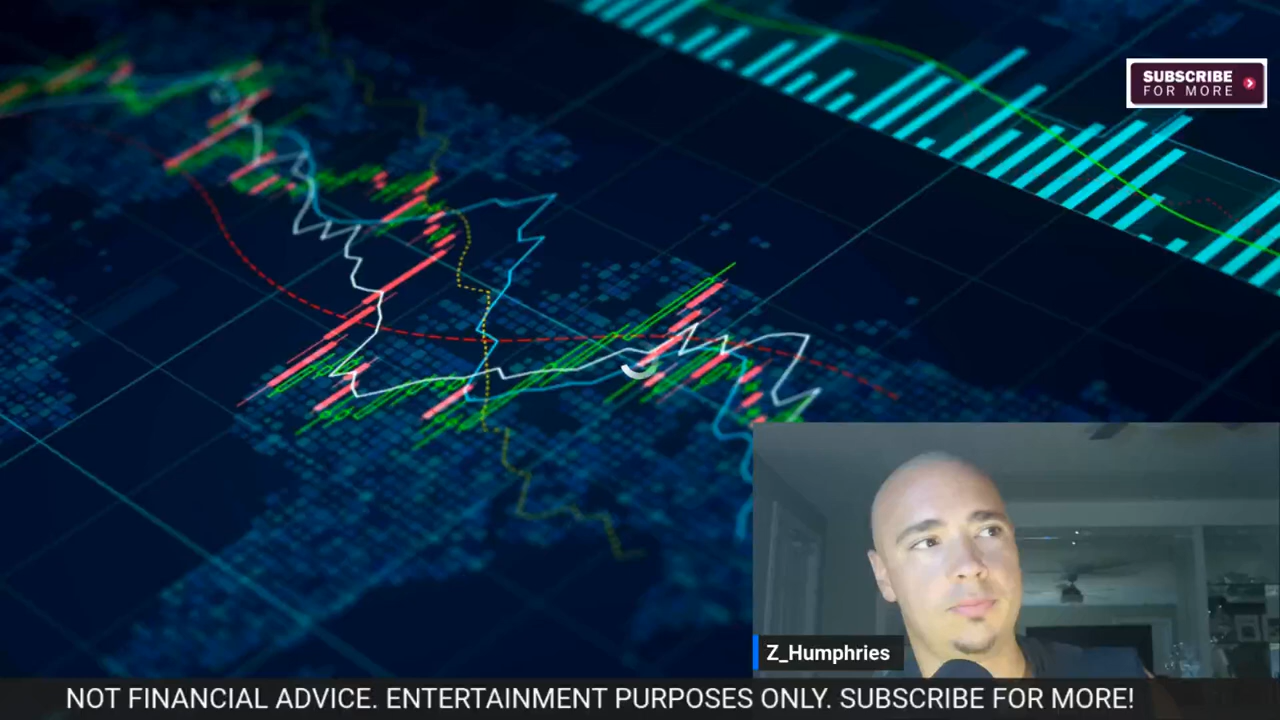 SUBSCRIBE
FOR MORE
Z_Humphries
NOT FINANCIAL ADVICE. ENTERTAINMENT PURPOSES ONLY. SUBSCRIBE FOR MORE!